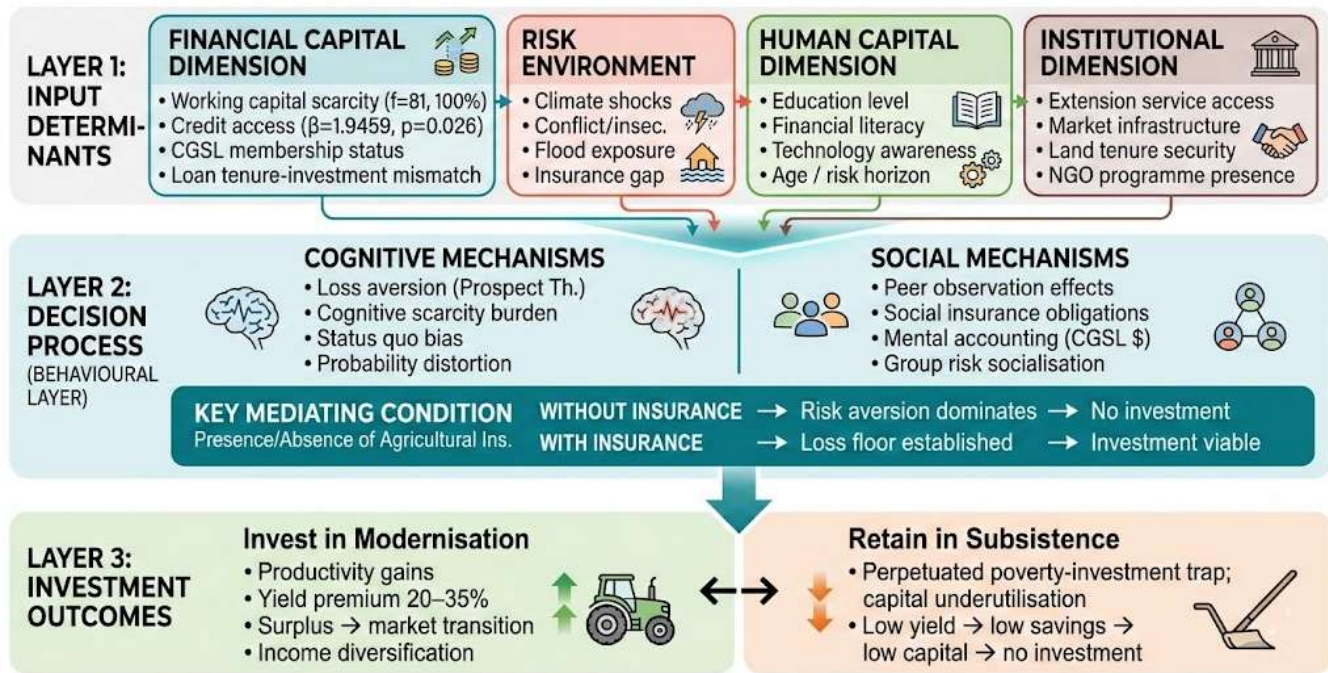 LAYER 1:
INPUT
DETERMI-
NANTS
FINANCIAL CAPITAL
DIMENSION
• Working capital scarcity (f=81, 100%)
• Credit access (β=1.9459, p=0.026)
• CGSL membership status
• Loan tenure-investment mismatch
RISK
ENVIRONMENT
• Climate shocks
• Conflict/insec.
• Flood exposure
• Insurance gap
HUMAN CAPITAL
DIMENSION
• Education level
• Financial literacy
• Technology awareness
• Age / risk horizon
INSTITUTIONAL
DIMENSION
• Extension service access
• Market infrastructure
• Land tenure security
• NGO programme presence
LAYER 2:
DECISION
PROCESS
(BEHAVIOURAL
LAYER)
COGNITIVE MECHANISMS
• Loss aversion (Prospect Th.)
• Cognitive scarcity burden
• Status quo bias
• Probability distortion
SOCIAL MECHANISMS
• Peer observation effects
• Social insurance obligations
• Mental accounting (CGSL $)
• Group risk socialisation
KEY MEDIATING CONDITION
Presence/Absence of Agricultural Ins.
WITHOUT INSURANCE → Risk aversion dominates → No investment
WITH INSURANCE → Loss floor established → Investment viable
LAYER 3:
INVESTMENT
OUTCOMES
Invest in Modernisation
• Productivity gains
• Yield premium 20–35%
• Surplus → market transition
• Income diversification
Retain in Subsistence
• Perpetuated poverty-investment trap;
capital underutilisation
• Low yield → low savings →
low capital → no investment